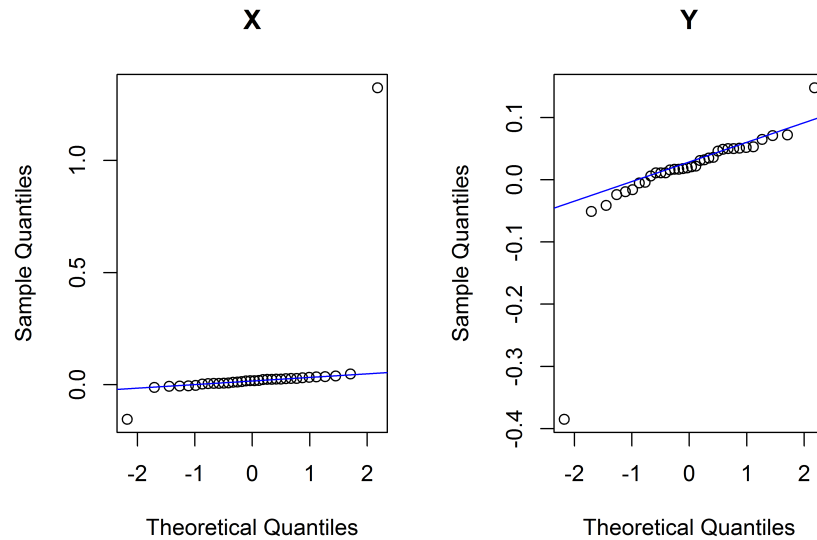 X
Sample Quantiles
1.0
0.5
0.0
-2 -1 0 1 2
Theoretical Quantiles
Y
Sample Quantiles
0.1
0.0
-0.1
-0.2
-0.3
-0.4
-2 -1 0 1 2
Theoretical Quantiles